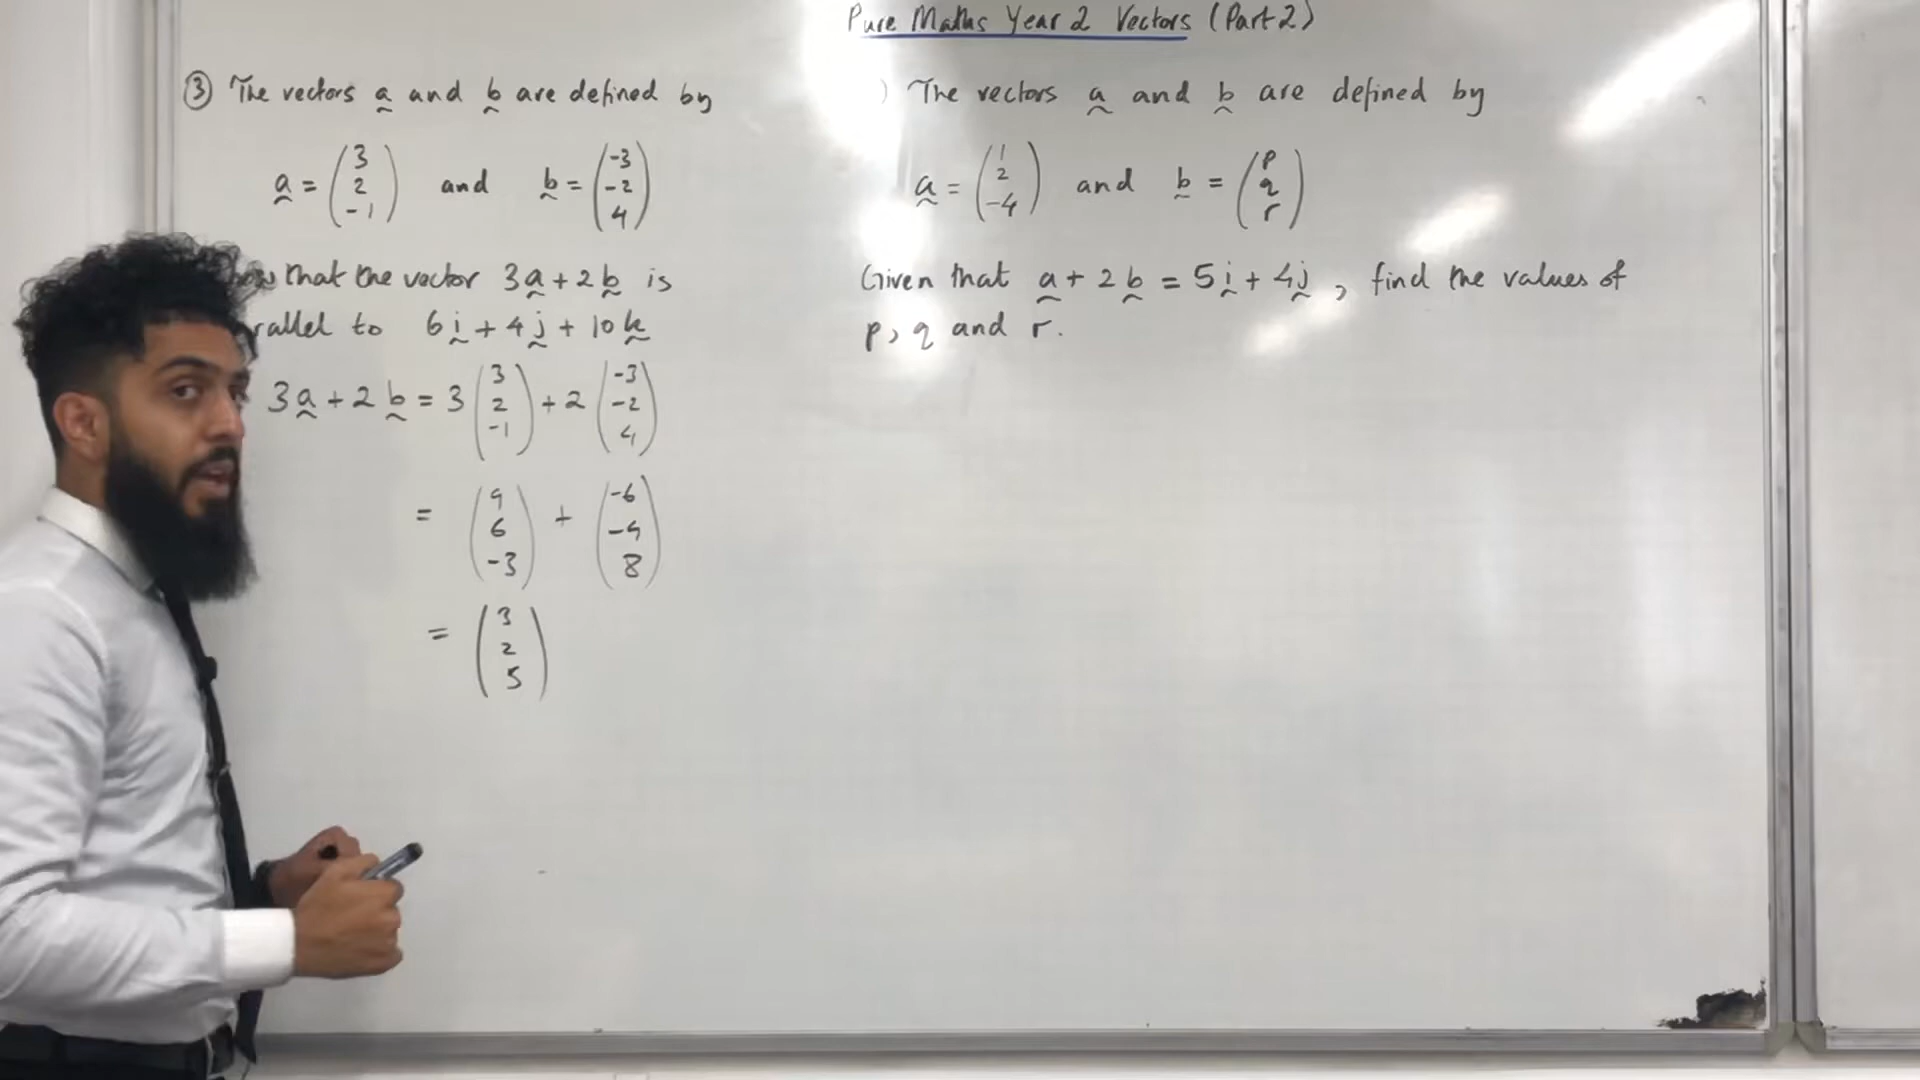 Pure Maths Year 2 Vectors (Part 2)
③ The vectors a and b are defined by
a = (3 2 -1) and b = (-3 -2 4)
that the vector 3a + 2b is
to 6i + 4j + 10k
3a + 2b = 3 (3 2 -1) + 2 (-3 -2 4)
= (9 6 -3) + (-6 -4 8)
= (3 2 5)
) The vectors a and b are defined by
a = (1 2 -4) and b = (p q r)
Given that a + 2b = 5i + 4j, find the values of
p, q and r.